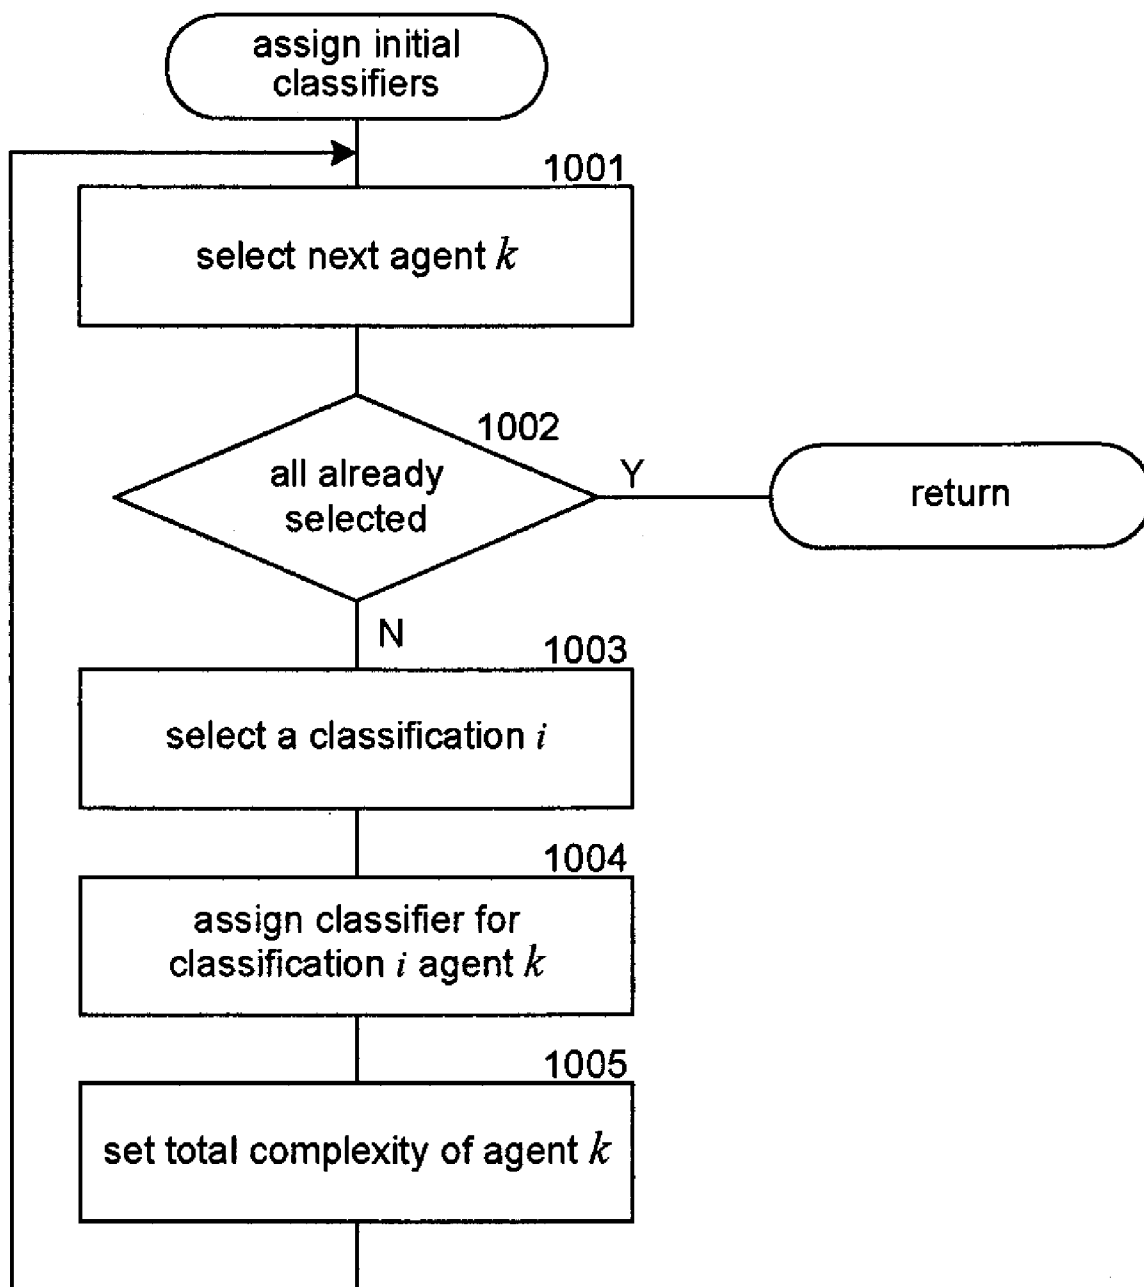 assign initial
classifiers
1001
select next agent k
1002
all already
selected
Y
return
N
1003
select a classification i
1004
assign classifier for
classification i agent k
1005
set total complexity of agent k